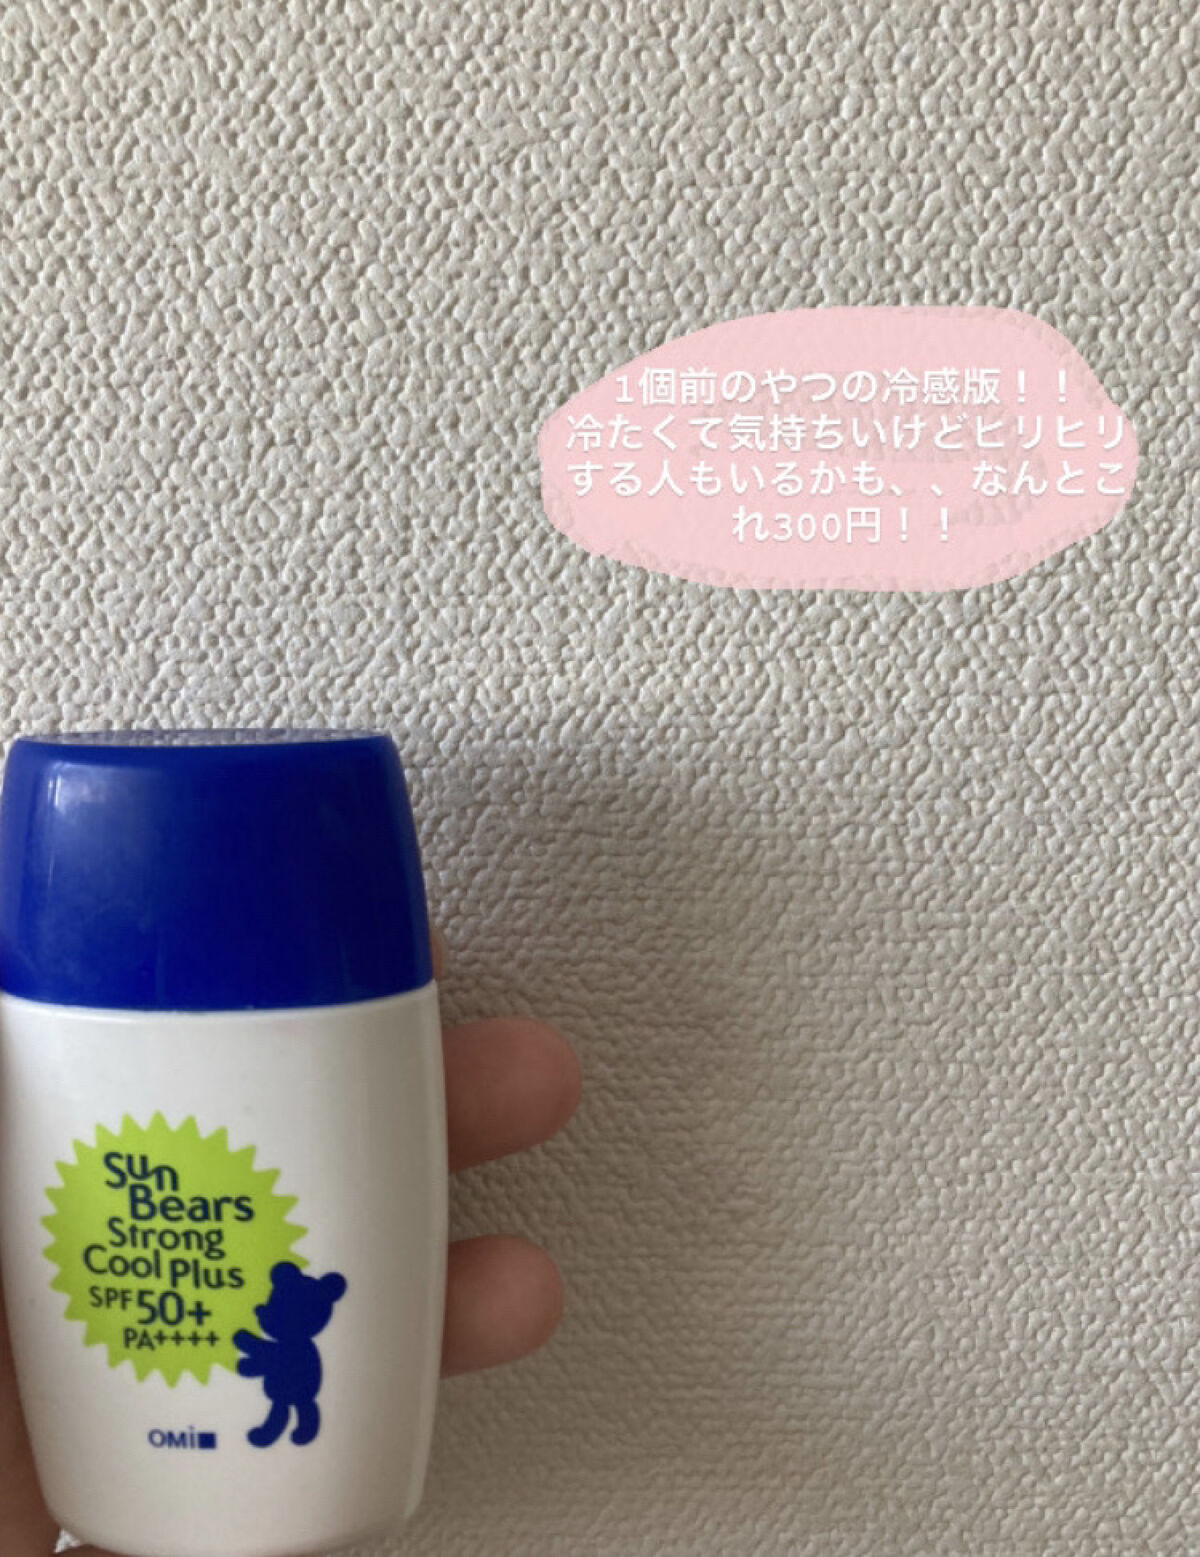 1個前のやつの冷感版！！
冷たくて気持ちいけどヒリヒリ
する人もいるかも、、なんとこ
れ300円！！
Sun
Bears
Strong
Cool Plus
SPF50+
PA++++
OMi